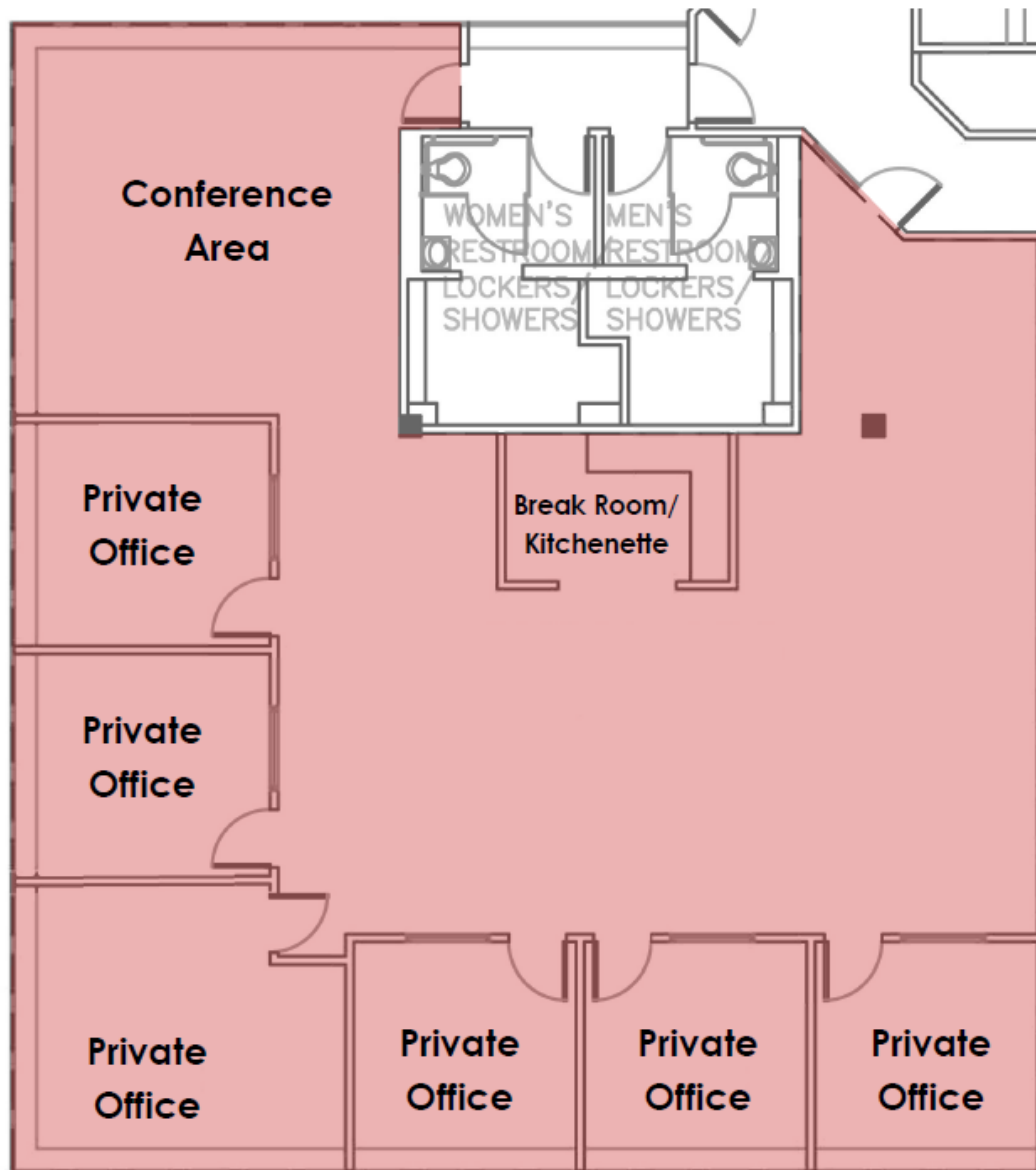 Conference
Area
WOMEN'S
RESTROOM/
LOCKERS/
SHOWERS
MEN'S
RESTROOM/
LOCKERS/
SHOWERS
Private
Office
Break Room/
Kitchenette
Private
Office
Private
Office
Private
Office
Private
Office
Private
Office